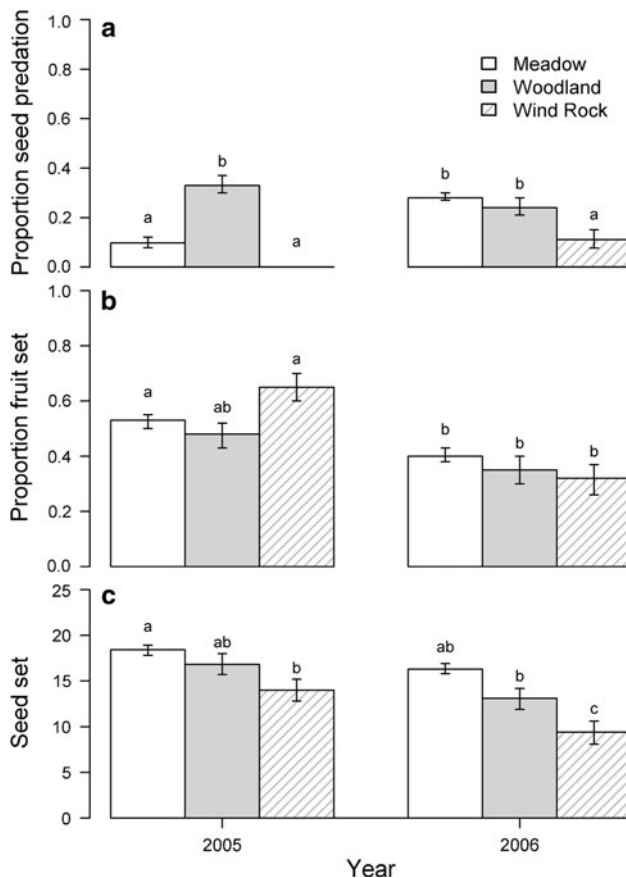 a
Proportion seed predation
1.0
0.8
0.6
0.4
0.2
0.0
Meadow
Woodland
Wind Rock
a
b
a
b
b
a
b
Proportion fruit set
1.0
0.8
0.6
0.4
0.2
0.0
a
ab
a
b
b
b
c
Seed set
25
20
15
10
5
0
a
ab
b
ab
b
c
2005
2006
Year